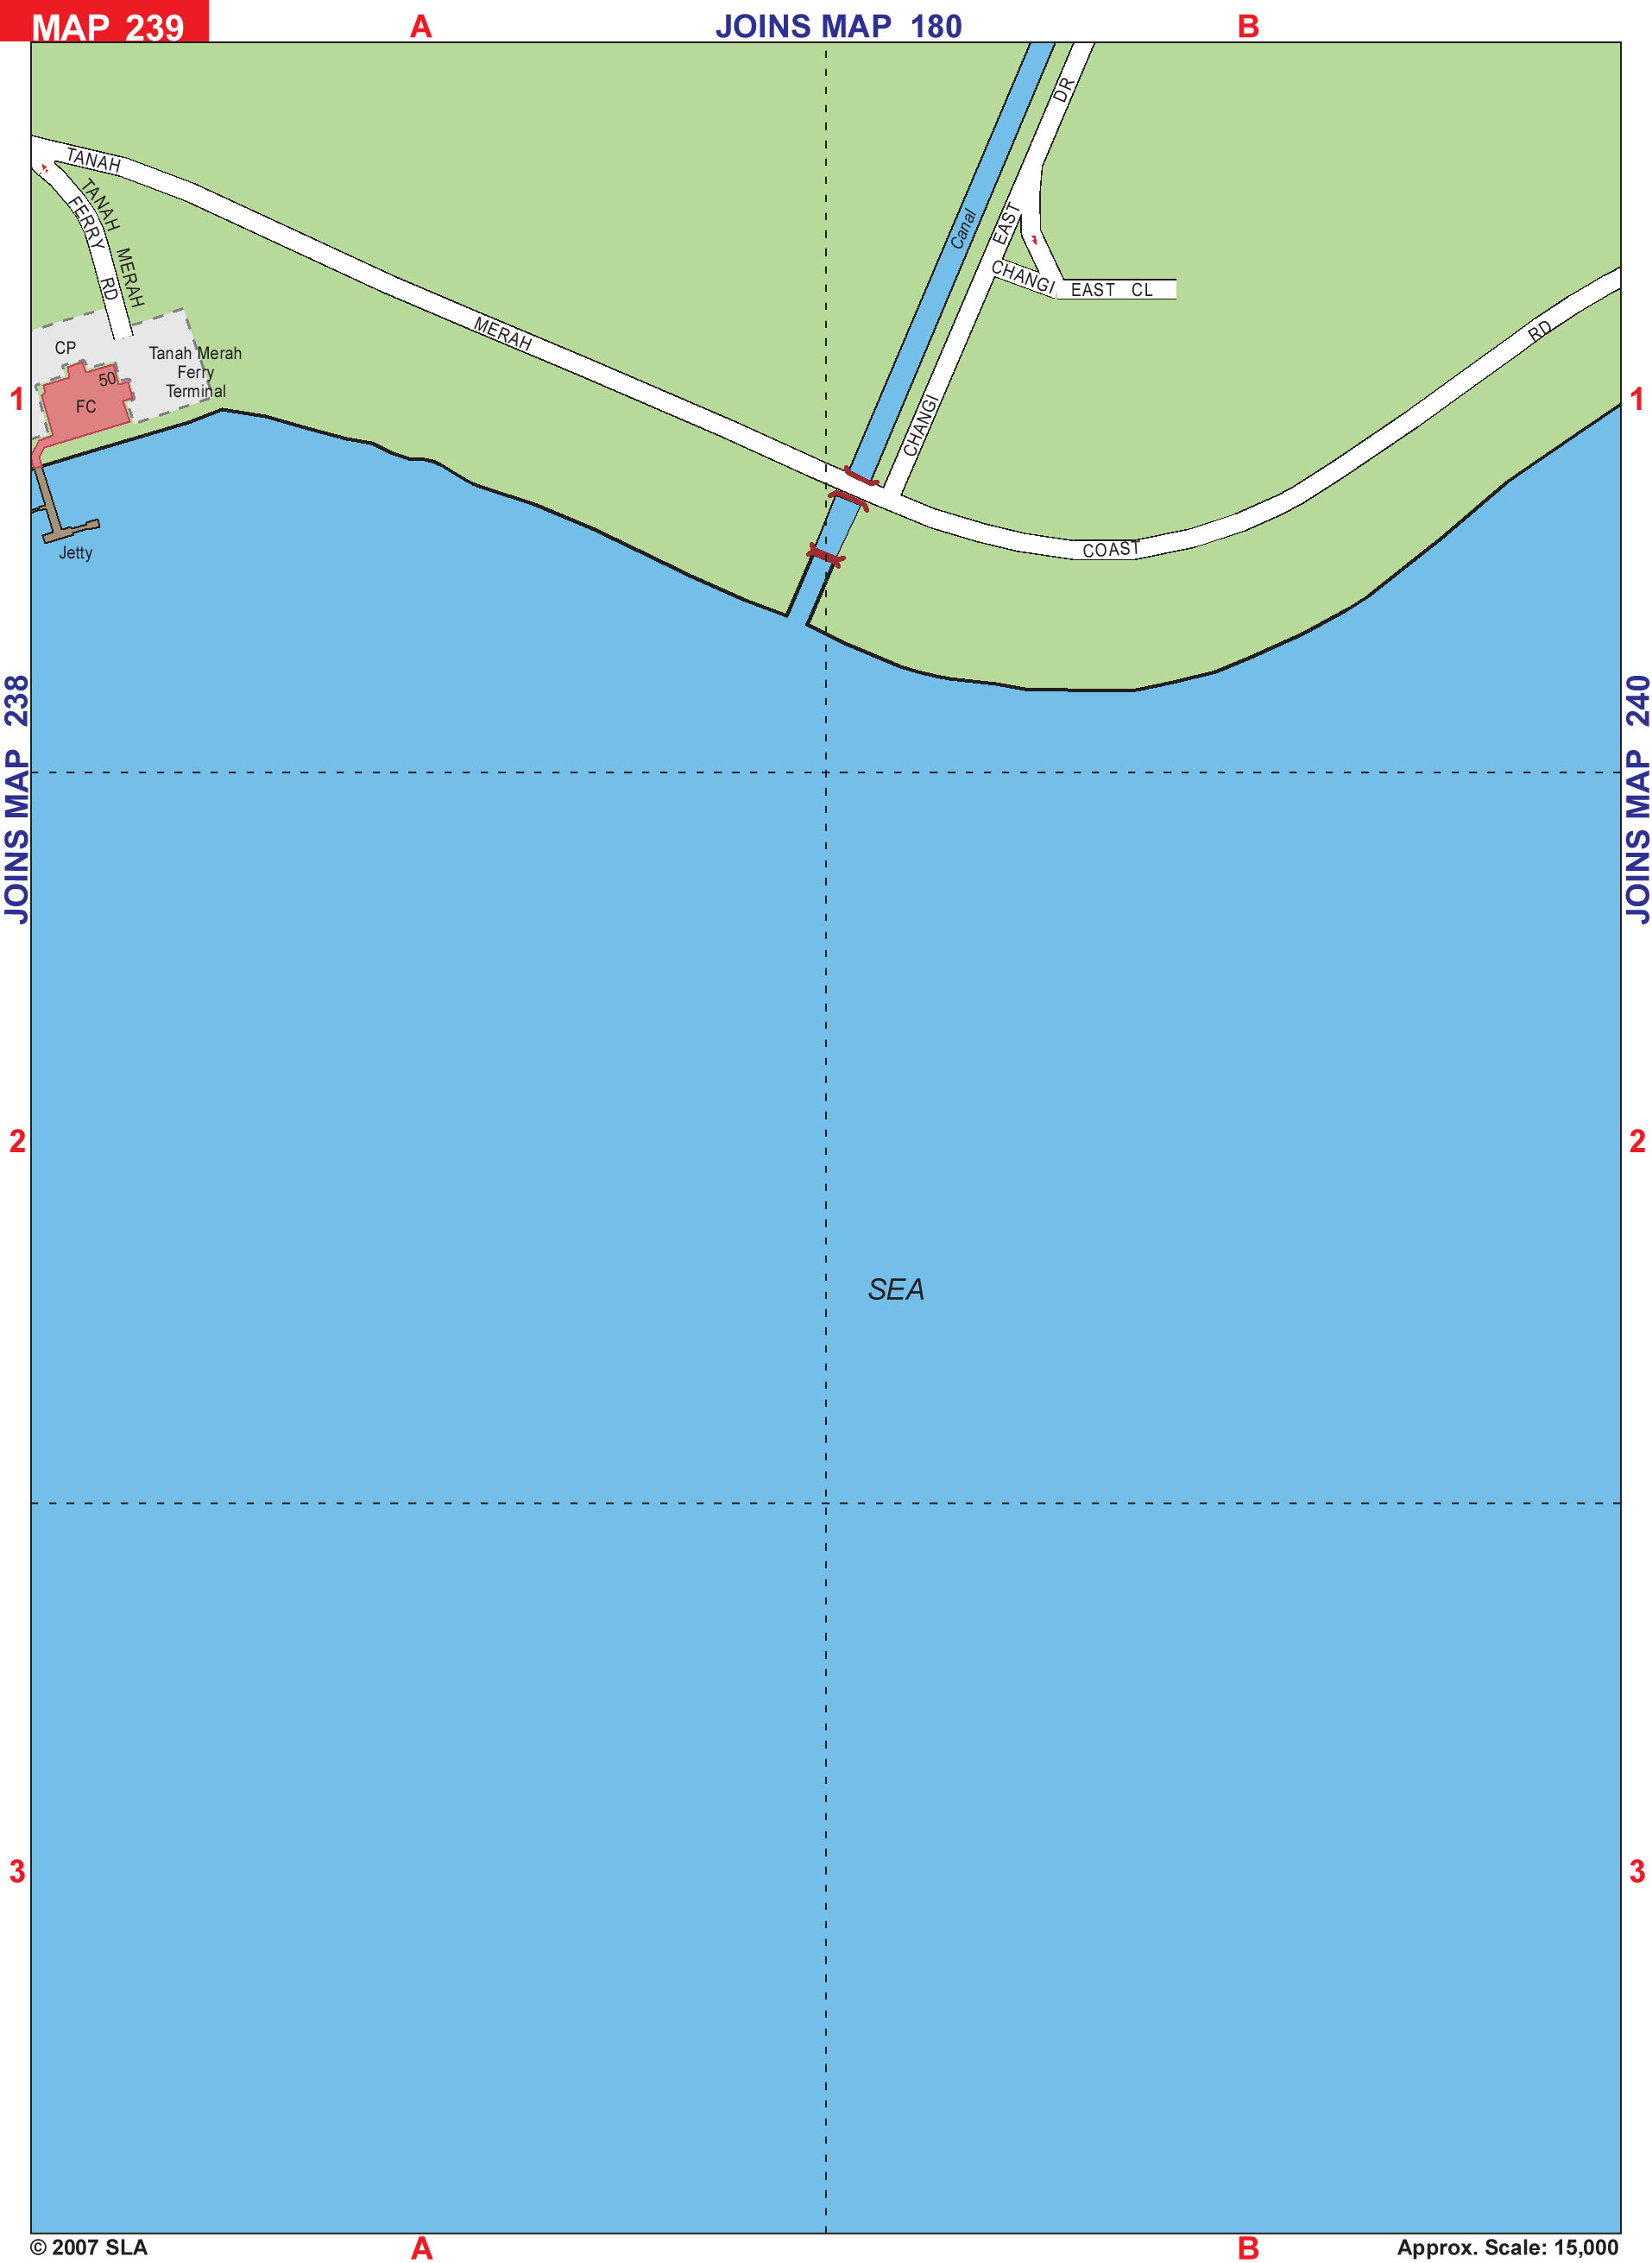 MAP 239
A
JOINS MAP 180
B
DR
TANAH
TANAH MERAH
FERRY RD
EAST
Canal
CHANGI
EAST CL
MERAH
RD
CP
Tanah Merah
Ferry
Terminal
50
FC
1
1
CHANGI
COAST
Jetty
JOINS MAP 238
JOINS MAP 240
2
2
SEA
3
3
© 2007 SLA
A
B
Approx. Scale: 15,000